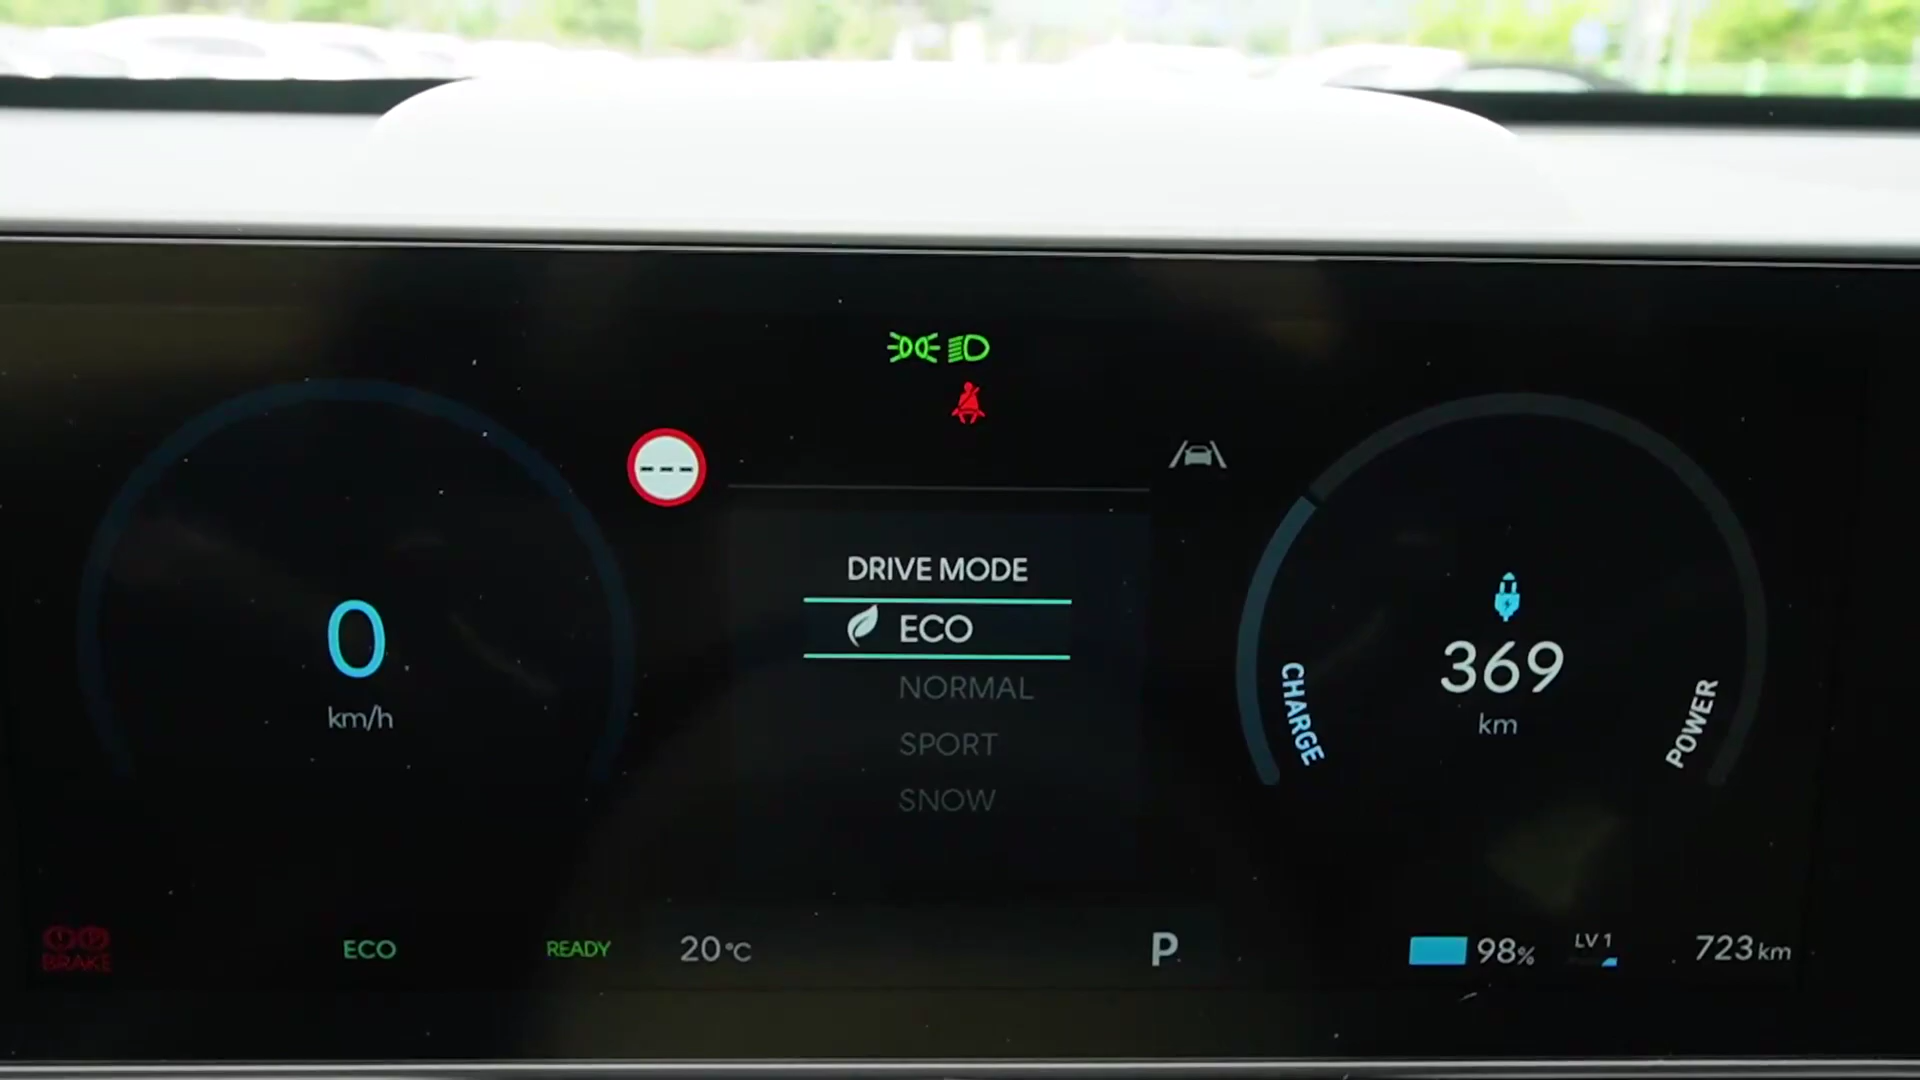 ---
DRIVE MODE
ECO
NORMAL
SPORT
SNOW
0
km/h
CHARGE
369
km
POWER
BRAKE
ECO
READY
20°C
P
98%
LV 1
723 km